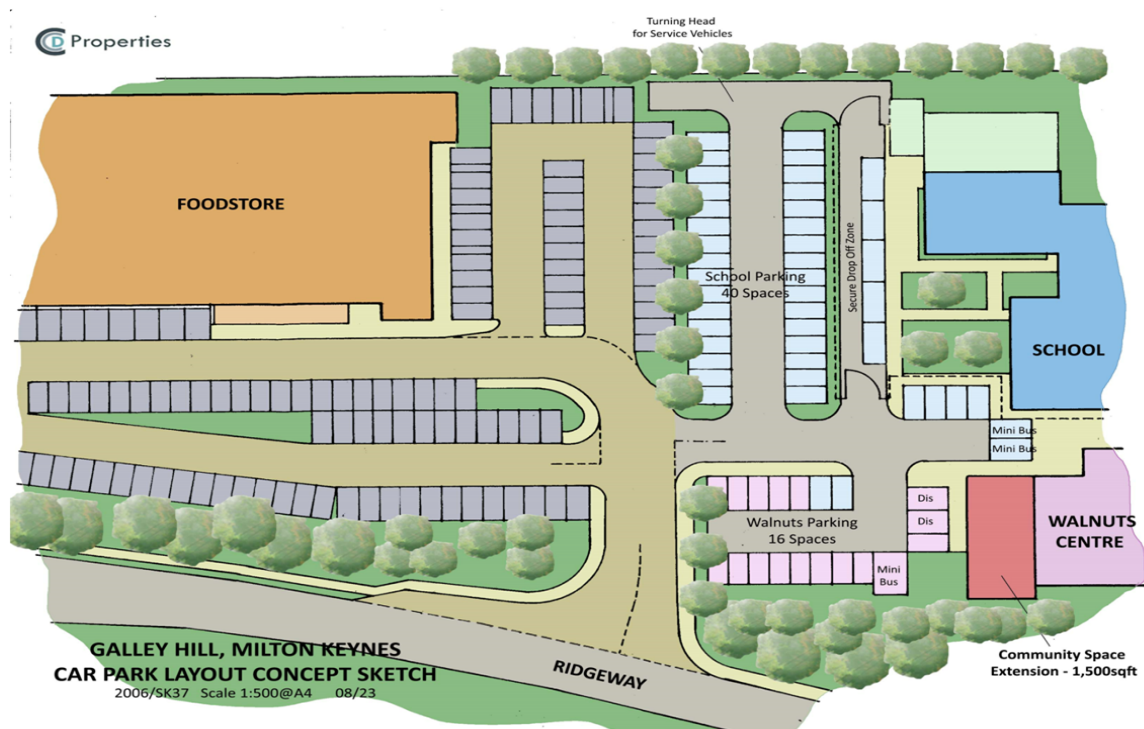 CCD Properties
Turning Head
for Service Vehicles
FOODSTORE
School Parking
40 Spaces
Secure Drop Off Zone
SCHOOL
Mini Bus
Mini Bus
Dis
Dis
Walnuts Parking
16 Spaces
Mini
Bus
WALNUTS
CENTRE
Community Space
Extension - 1,500sqft
RIDGEWAY
GALLEY HILL, MILTON KEYNES
CAR PARK LAYOUT CONCEPT SKETCH
2006/SK37 Scale 1:500@A4 08/23